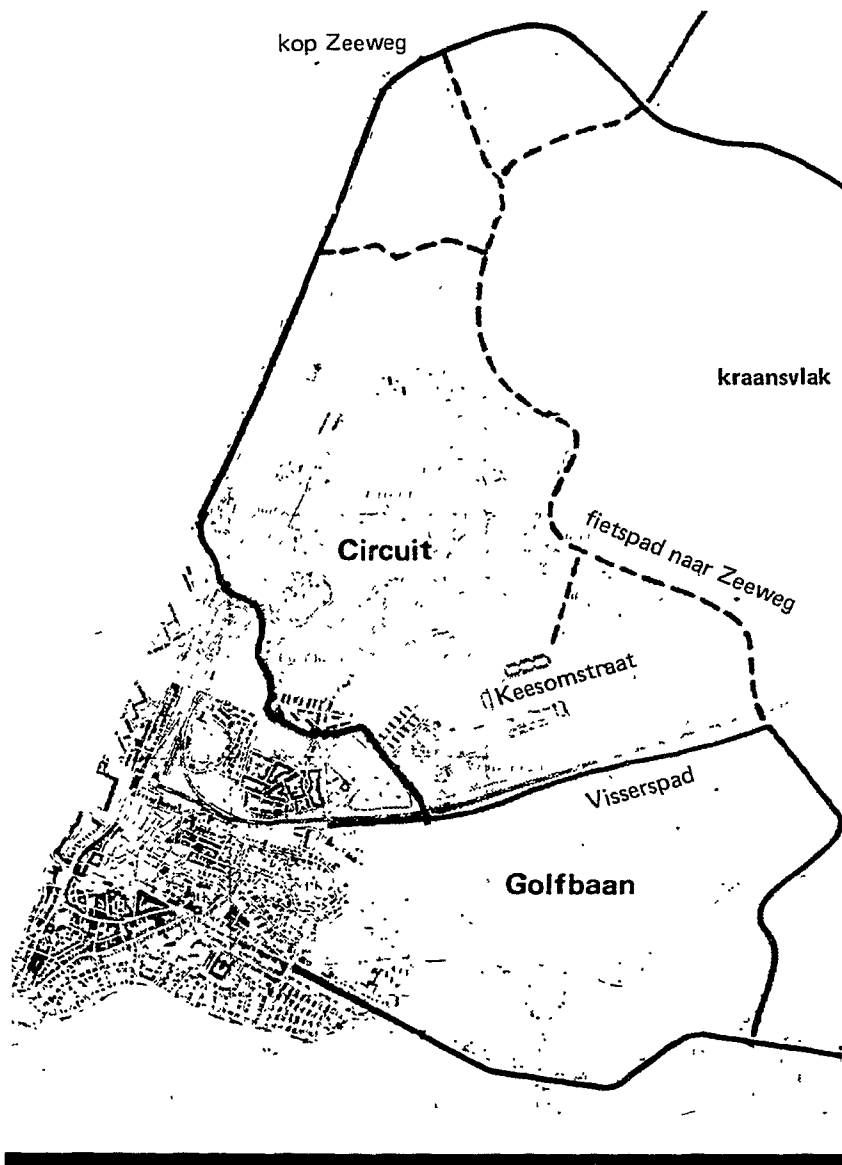 kop Zeeweg
kraansvlak
Circuit
fietspad naar Zeeweg
Keesomstraat
Visserspad
Golfbaan